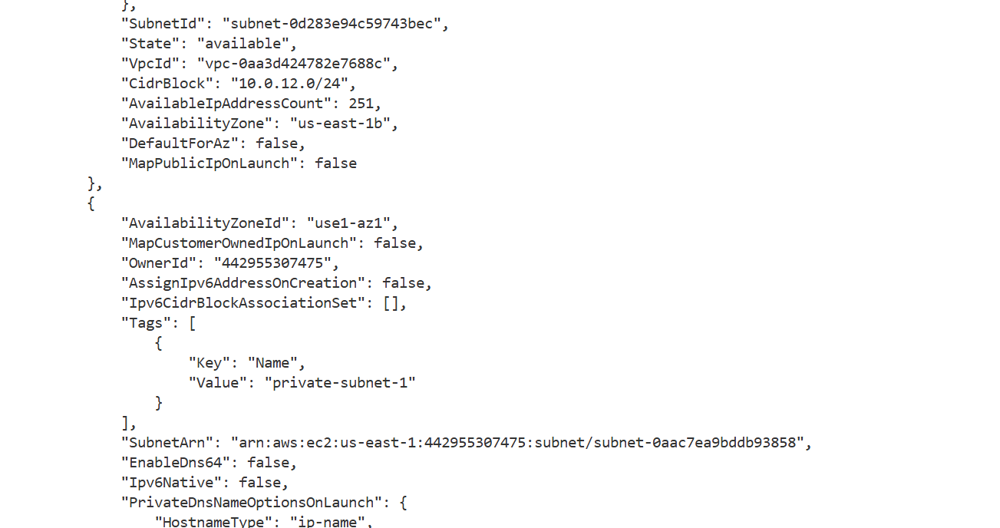 },
"SubnetId": "subnet-0d283e94c59743bec",
"State": "available",
"VpcId": "vpc-0aa3d424782e7688c",
"CidrBlock": "10.0.12.0/24",
"AvailableIpAddressCount": 251,
"AvailabilityZone": "us-east-1b",
"DefaultForAz": false,
"MapPublicIpOnLaunch": false
},
{
"AvailabilityZoneId": "use1-az1",
"MapCustomerOwnedIpOnLaunch": false,
"OwnerId": "442955307475",
"AssignIpv6AddressOnCreation": false,
"Ipv6CidrBlockAssociationSet": [],
"Tags": [
{
"Key": "Name",
"Value": "private-subnet-1"
}
],
"SubnetArn": "arn:aws:ec2:us-east-1:442955307475:subnet/subnet-0aac7ea9bddb93858",
"EnableDns64": false,
"Ipv6Native": false,
"PrivateDnsNameOptionsOnLaunch": {
"HostnameType": "ip-name",